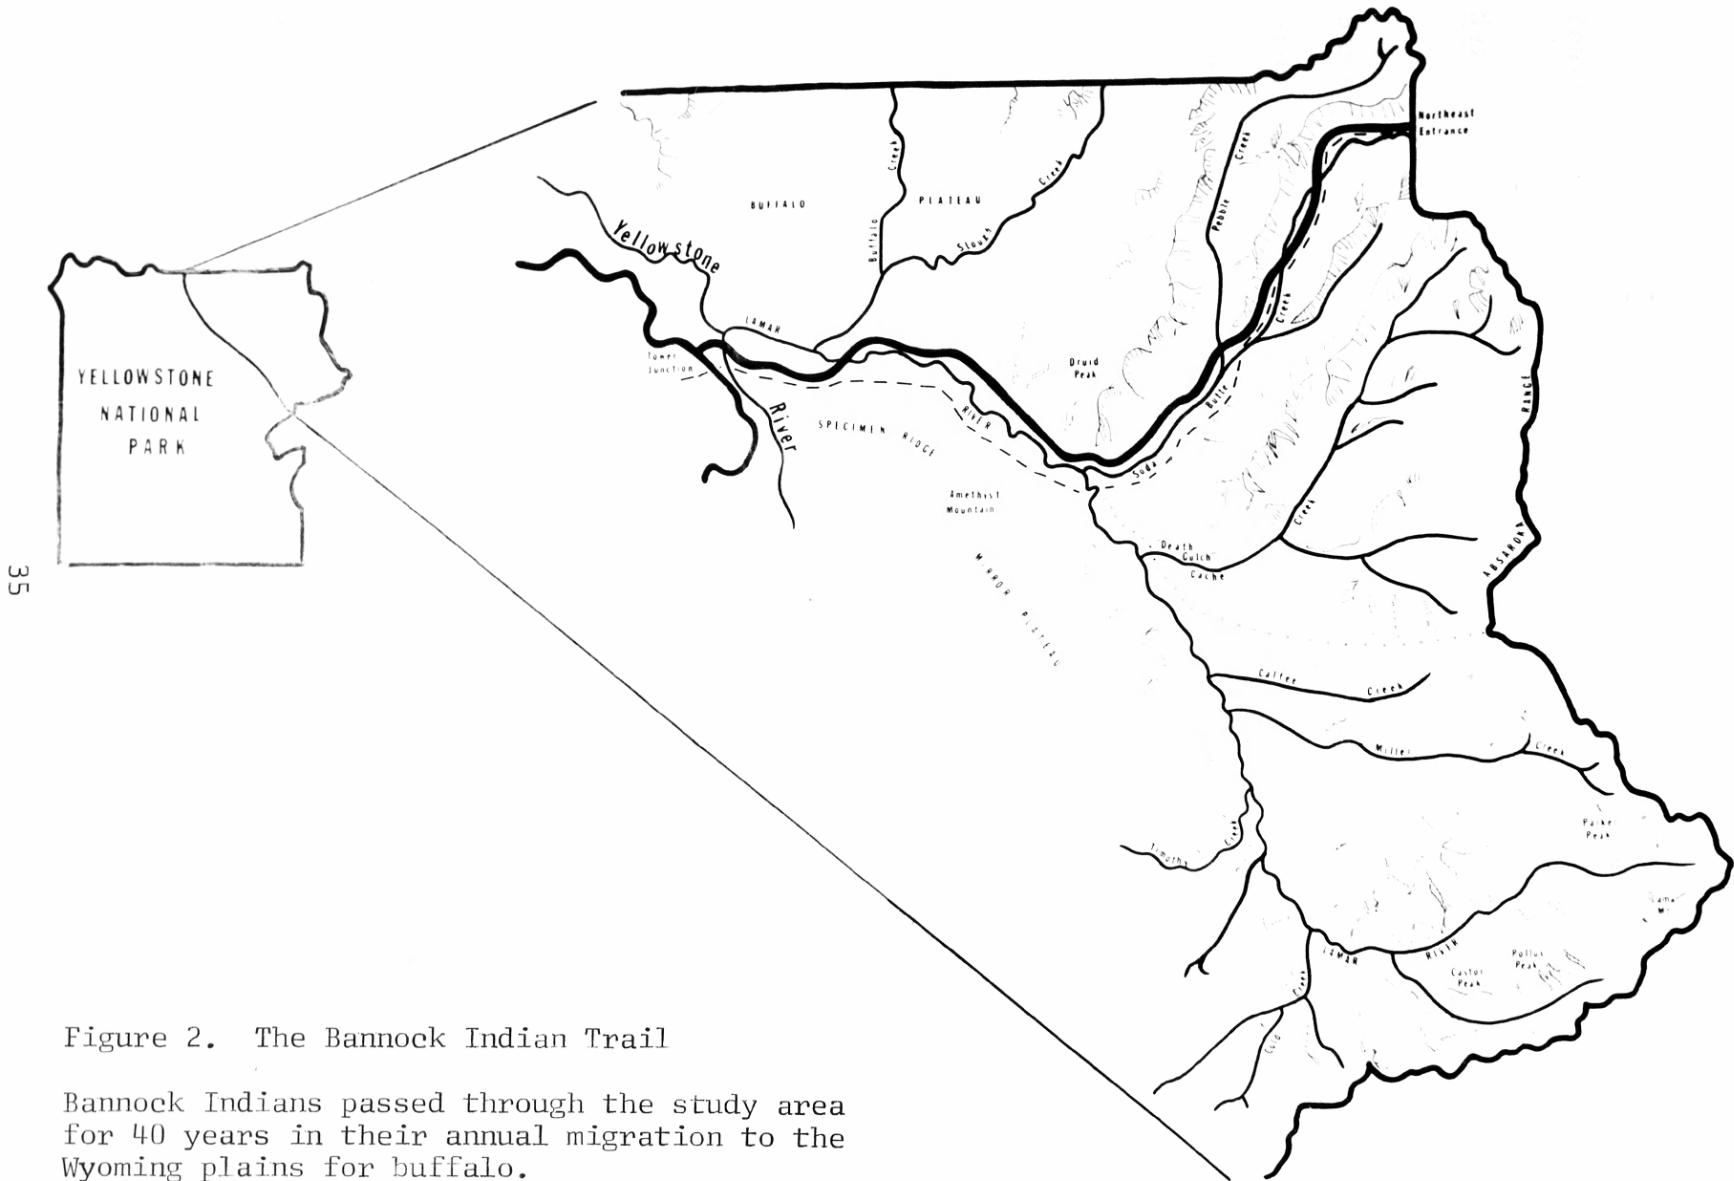 Northeast
Entrance
Creek
Creek
Creek
BUFFALO
PLATEAU
Pebble
Buffalo
Slough
Yellowstone
Creek
LAMAR
Tower
Junction
Druid
Peak
YELLOWSTONE
NATIONAL
PARK
RANGE
Butte
RIVER
River
SPECIMEN RIDGE
Soda
Amethist
Mountain
Creek
ABSAROKA
Death
Gulch
Cache
MIRROR PLATEAU
35
Creek
Miller
Creek
Peak
Creek
Timothy
LAMAR
RIVER
Pollux
Peak
Castor
Peak
Creek
Cold
Figure 2. The Bannock Indian Trail
Bannock Indians passed through the study area
for 40 years in their annual migration to the
Wyoming plains for buffalo.